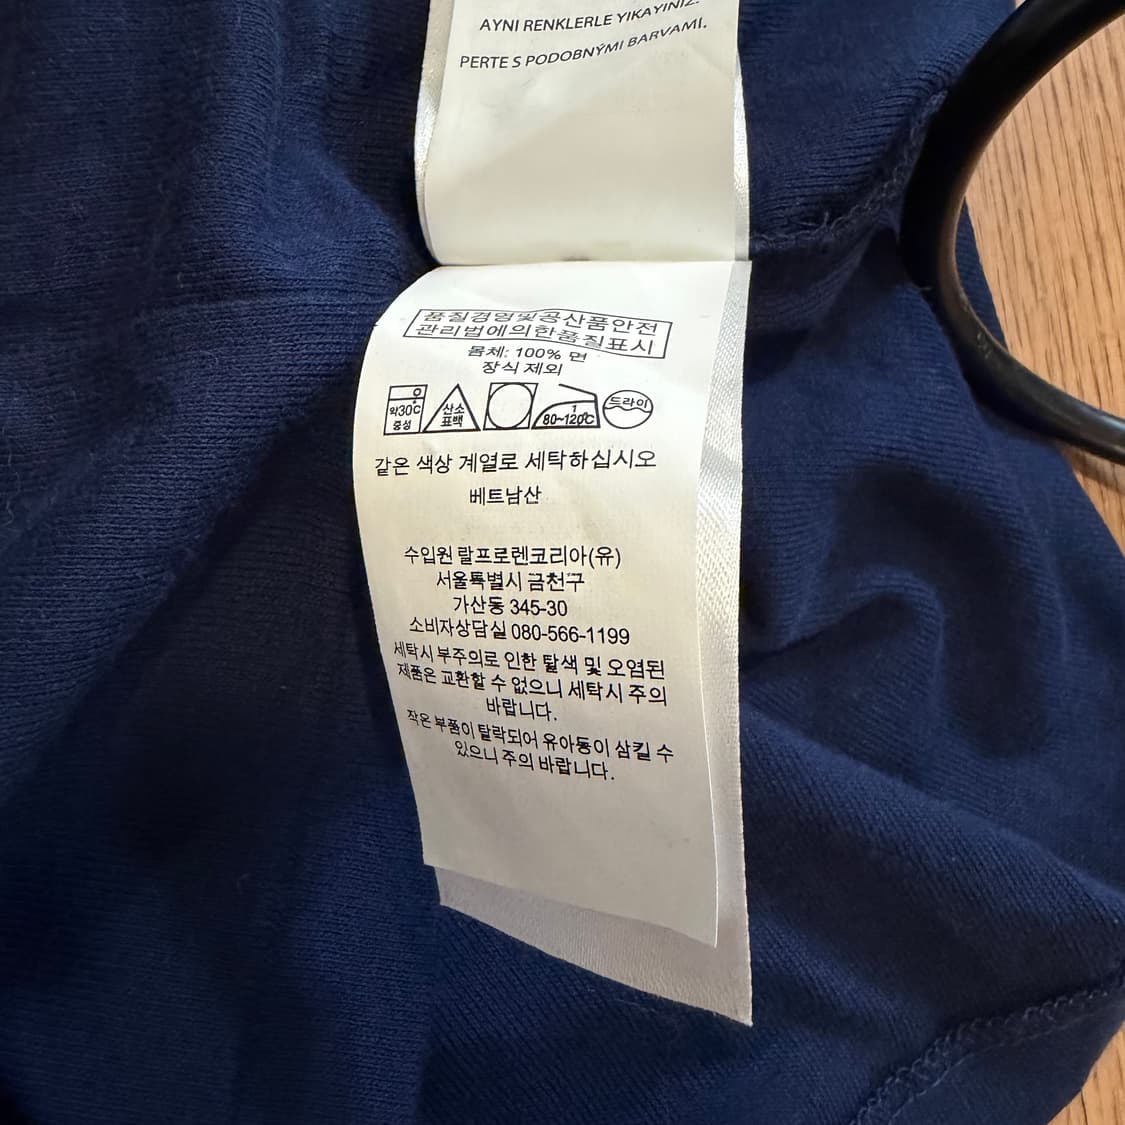 AYNI RENKLERLE YIKAYINIZ.
PERTE S PODOBNÝMI BARVAMI.
품질경영및공산품안전
관리법에의한품질표시
몸체: 100% 면
장식 제외
약30℃
중성
산소
표백
1
80~120℃
드라이
같은 색상 계열로 세탁하십시오
베트남산
수입원 랄프로렌코리아(유)
서울특별시 금천구
가산동 345-30
소비자상담실 080-566-1199
세탁시 부주의로 인한 탈색 및 오염된
제품은 교환할 수 없으니 세탁시 주의
바랍니다.
작은 부품이 탈락되어 유아동이 삼킬 수
있으니 주의 바랍니다.